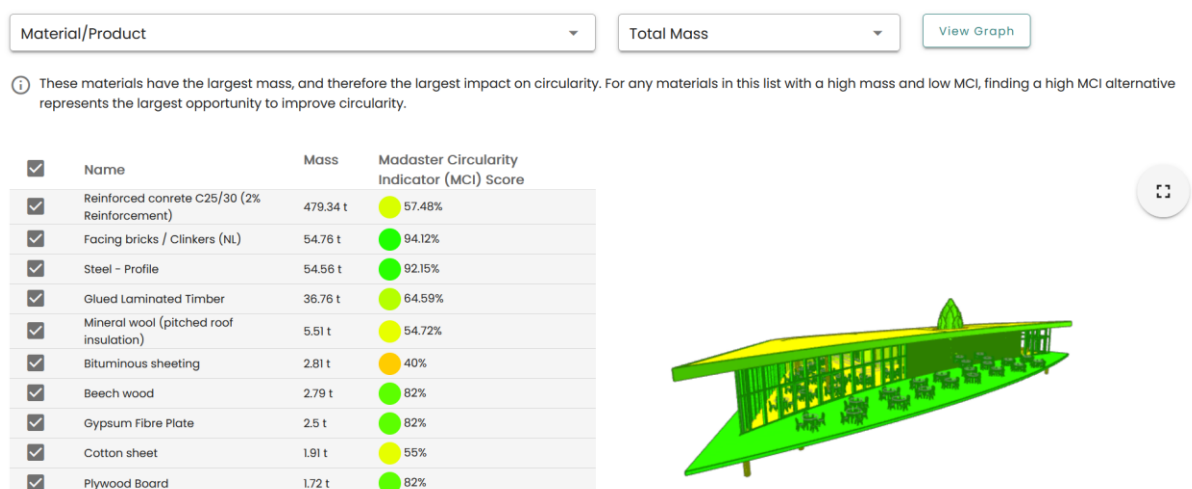 Material/Product
Total Mass
View Graph
These materials have the largest mass, and therefore the largest impact on circularity. For any materials in this list with a high mass and low MCI, finding a high MCI alternative
represents the largest opportunity to improve circularity.
Name Mass Madaster Circularity
Indicator (MCI) Score
Reinforced conrete C25/30 (2%
Reinforcement) 479.34 t 57.48%
Facing bricks / Clinkers (NL) 54.76 t 94.12%
Steel - Profile 54.56 t 92.15%
Glued Laminated Timber 36.76 t 64.59%
Mineral wool (pitched roof
insulation) 5.51 t 54.72%
Bituminous sheeting 2.81 t 40%
Beech wood 2.79 t 82%
Gypsum Fibre Plate 2.5 t 82%
Cotton sheet 1.91 t 55%
Plywood Board 1.72 t 82%